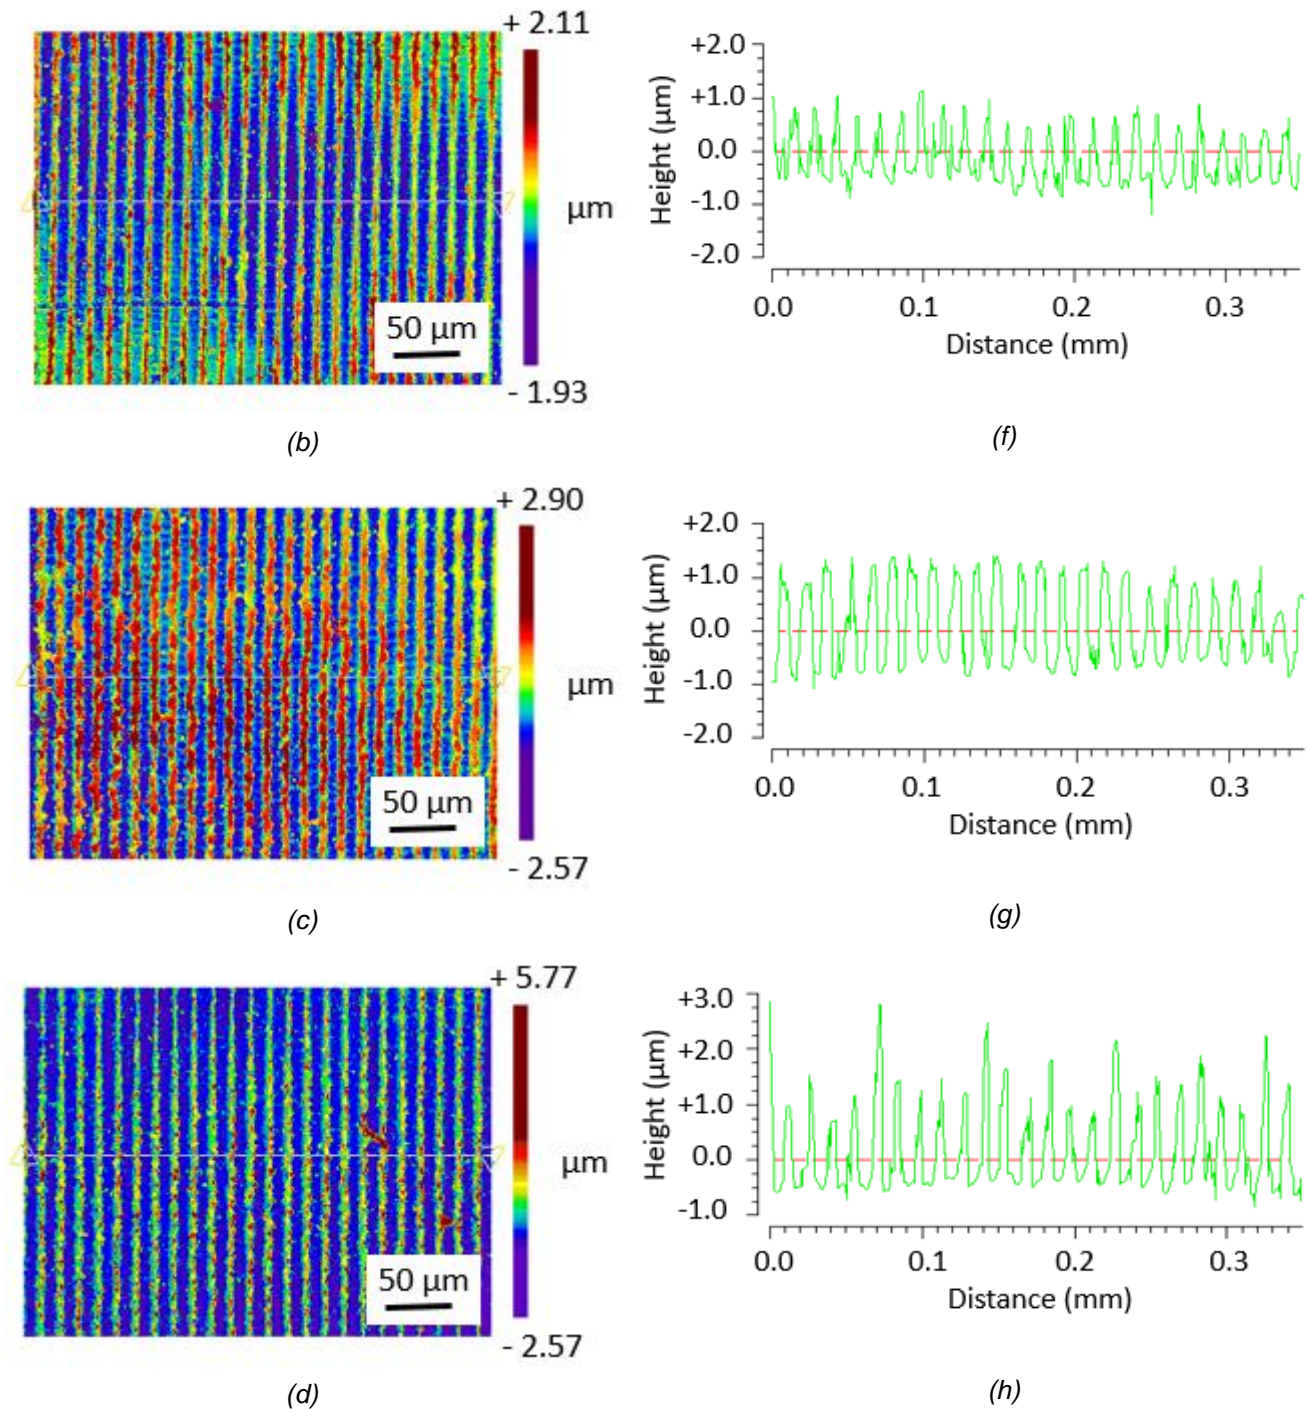 + 2.11
μm
50 μm
- 1.93
(b)
+2.0
+1.0
0.0
-1.0
-2.0
Height (μm)
0.0 0.1 0.2 0.3
Distance (mm)
(f)
+ 2.90
μm
50 μm
- 2.57
(c)
+2.0
+1.0
0.0
-1.0
-2.0
Height (μm)
0.0 0.1 0.2 0.3
Distance (mm)
(g)
+ 5.77
μm
50 μm
- 2.57
(d)
+3.0
+2.0
+1.0
0.0
-1.0
Height (μm)
0.0 0.1 0.2 0.3
Distance (mm)
(h)